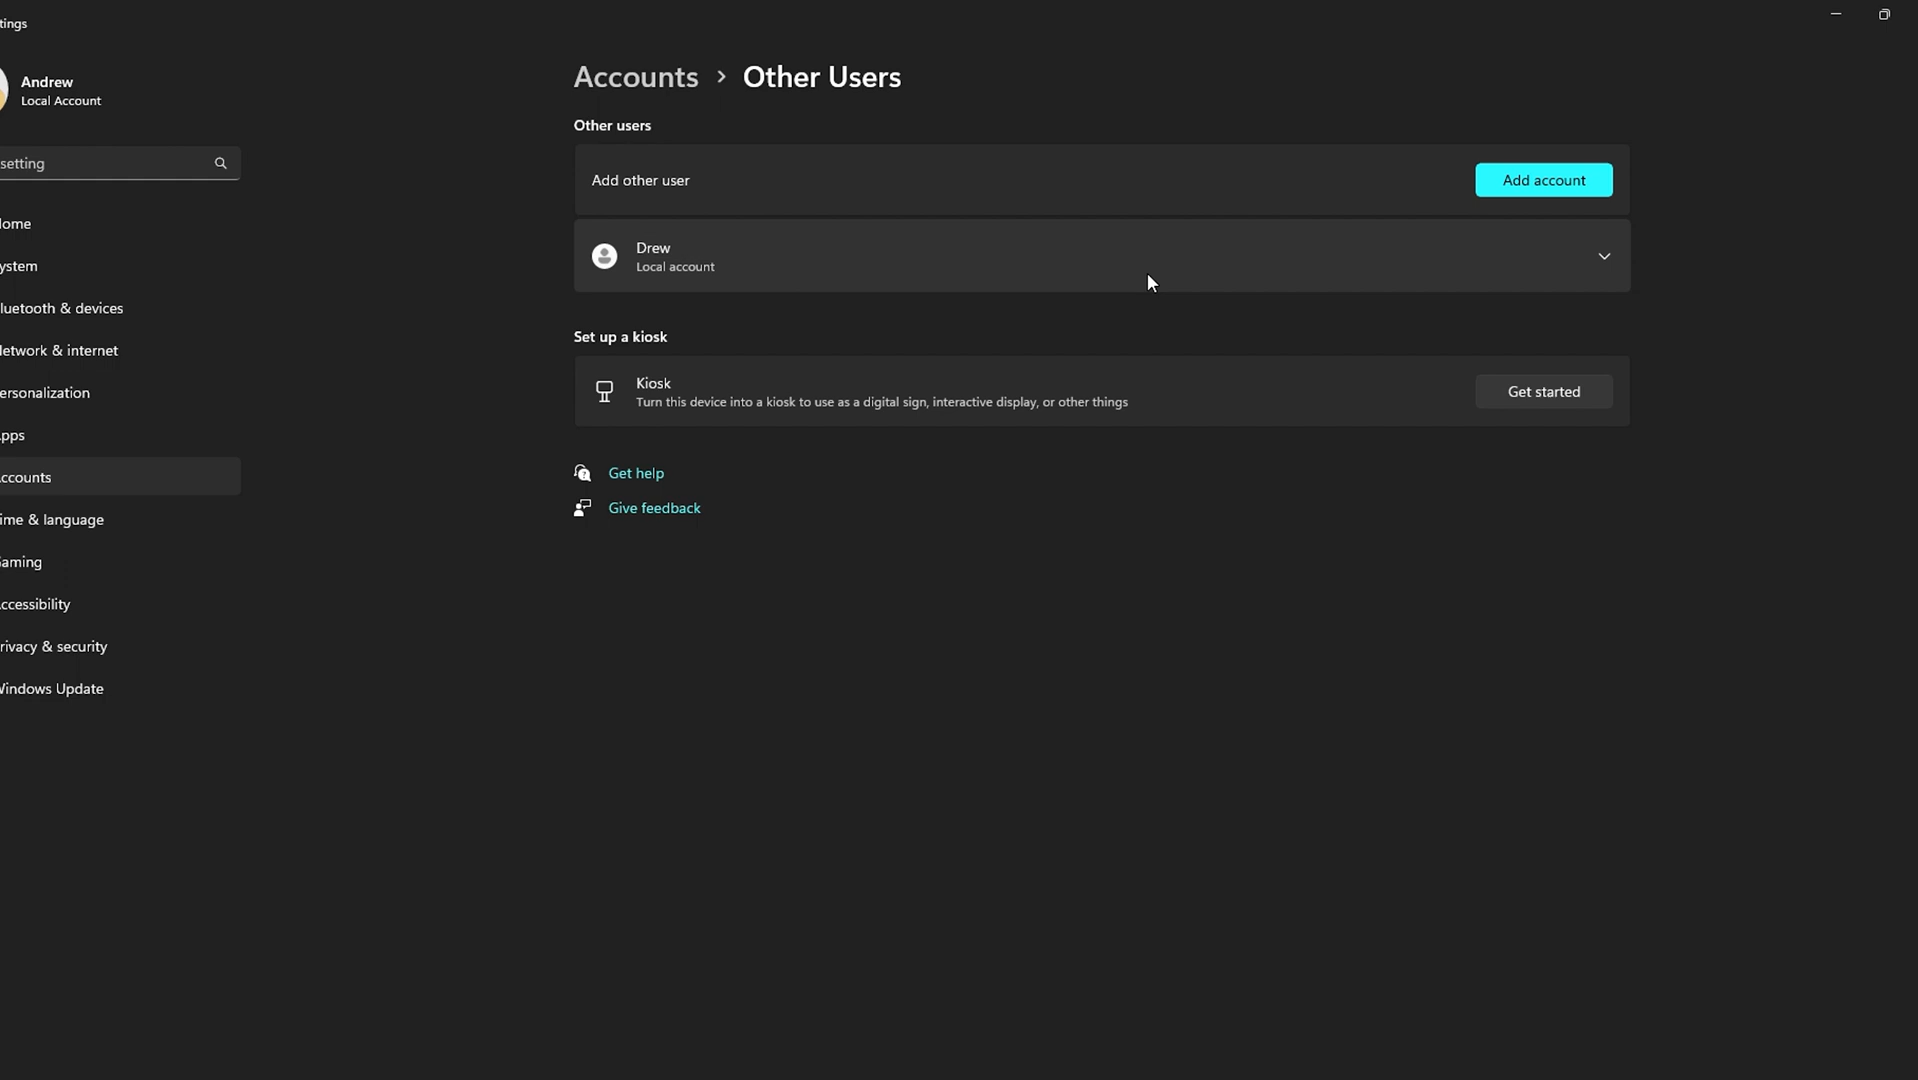 tings
Andrew
Local Account
setting
ome
ystem
luetooth & devices
etwork & internet
ersonalization
pps
ccounts
ime & language
aming
ccessibility
rivacy & security
Windows Update
Accounts > Other Users
Other users
Add other user
Add account
Drew
Local account
Set up a kiosk
Kiosk
Turn this device into a kiosk to use as a digital sign, interactive display, or other things
Get started
Get help
Give feedback